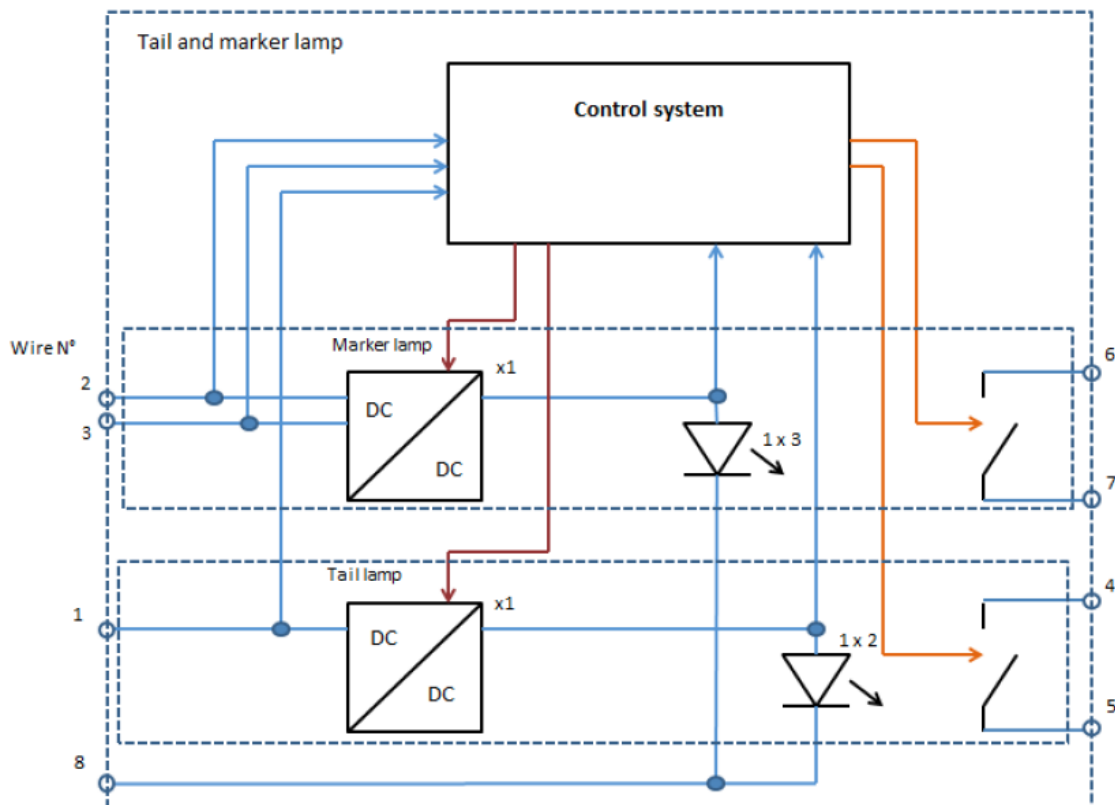 Tail and marker lamp
Control system
Wire N°
Marker lamp
x1
2
3
DC
DC
1 x 3
6
7
Tail lamp
x1
1
DC
DC
1 x 2
4
5
8